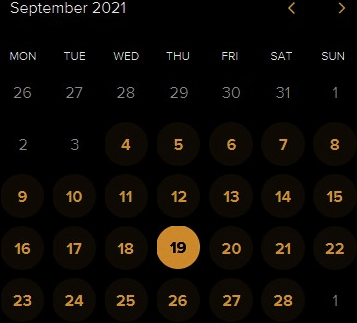 September 2021
MON TUE WED THU FRI SAT SUN
26 27 28 29 30 31 1
2 3 4 5 6 7 8
9 10 11 12 13 14 15
16 17 18 19 20 21 22
23 24 25 26 27 28 1